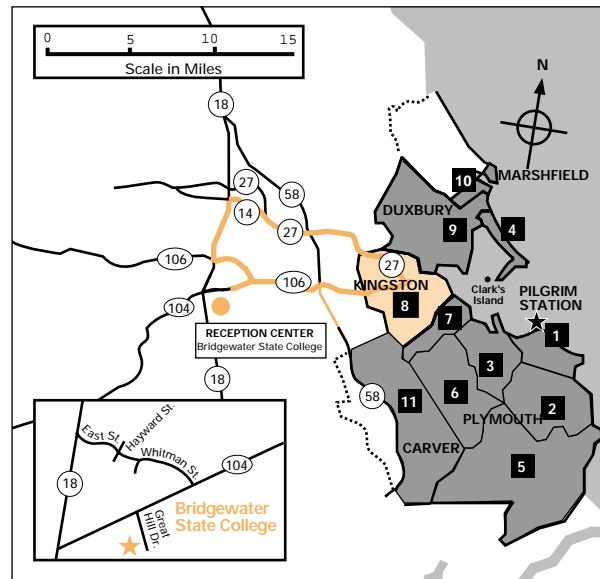 0 5 10 15
Scale in Miles
N
18
27
58
14
27
10
MARSHFIELD
DUXBURY
9
4
106
27
106
KINGSTON
8
Clark's
Island
PILGRIM
STATION
104
7
1
RECEPTION CENTER
Bridgewater State College
3
18
58
11
6
2
PLYMOUTH
CARVER
5
East St.
Hayward St.
Whitman St.
104
18
Great
Hill Dr.
Bridgewater
State College